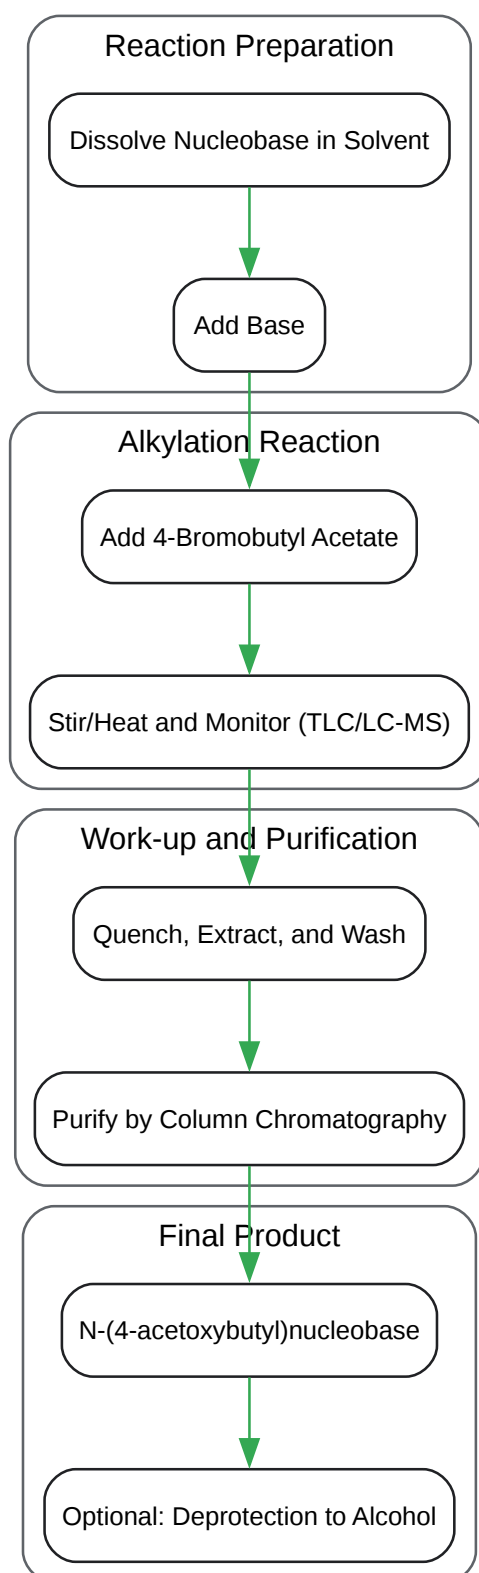 Reaction Preparation
Dissolve Nucleobase in Solvent
Add Base
Alkylation Reaction
Add 4-Bromobutyl Acetate
Stir/Heat and Monitor (TLC/LC-MS)
Work-up and Purification
Quench, Extract, and Wash
Purify by Column Chromatography
Final Product
N-(4-acetoxybutyl)nucleobase
Optional: Deprotection to Alcohol